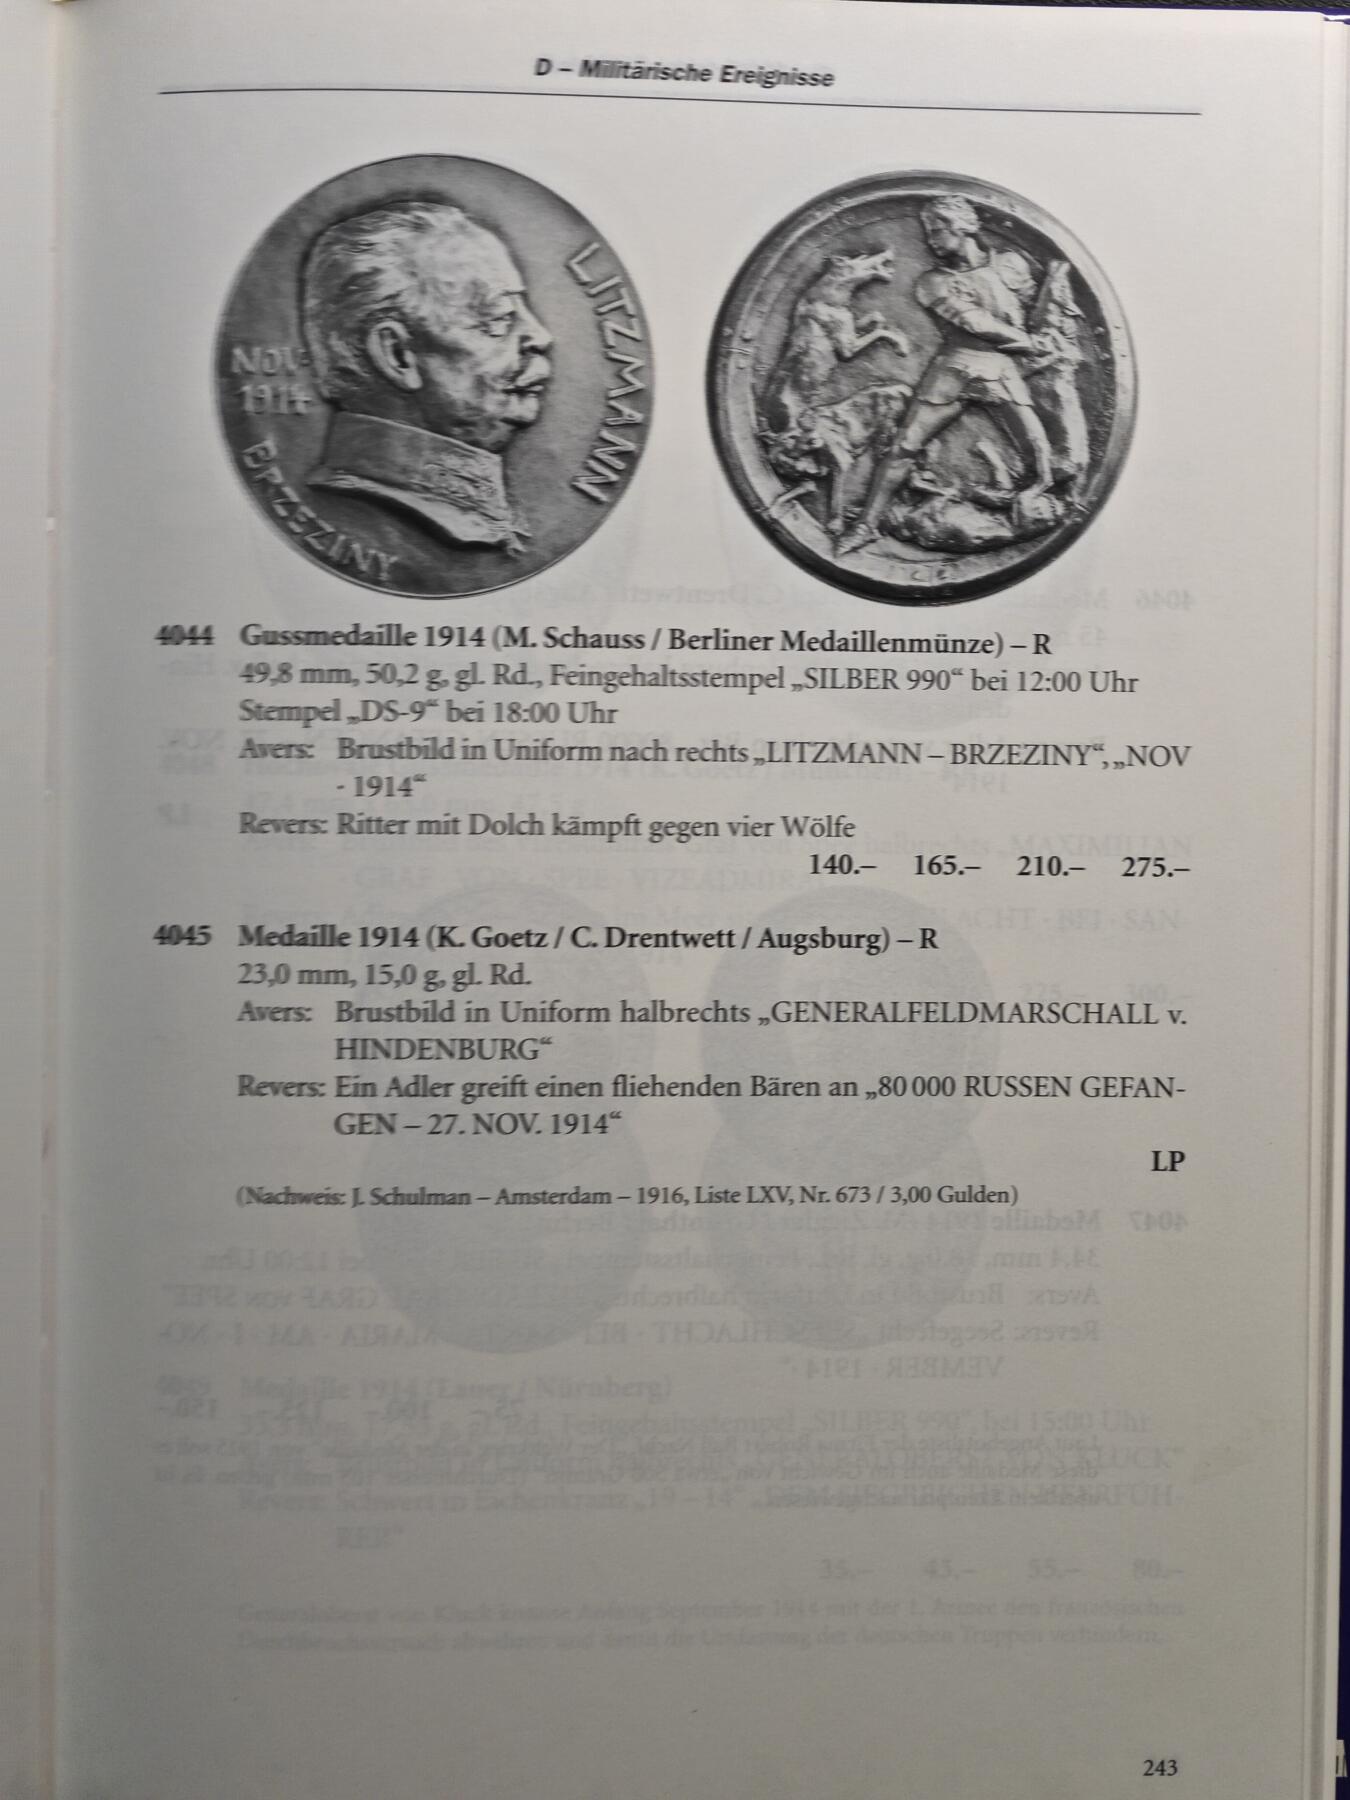 D – Militärische Ereignisse
NOV·
1914
LITZMANN
BRZEZINY
4044 Gussmedaille 1914 (M. Schauss / Berliner Medaillenmünze) – R
49,8 mm, 50,2 g, gl. Rd., Feingehaltsstempel „SILBER 990“ bei 12:00 Uhr
Stempel „DS-9“ bei 18:00 Uhr
Avers: Brustbild in Uniform nach rechts „LITZMANN – BRZEZINY“, „NOV
- 1914“
Revers: Ritter mit Dolch kämpft gegen vier Wölfe
140.– 165.– 210.– 275.–
4045 Medaille 1914 (K. Goetz / C. Drentwett / Augsburg) – R
23,0 mm, 15,0 g, gl. Rd.
Avers: Brustbild in Uniform halbrechts „GENERALFELDMARSCHALL v.
HINDENBURG“
Revers: Ein Adler greift einen fliehenden Bären an „80 000 RUSSEN GEFAN-
GEN – 27. NOV. 1914“
LP
(Nachweis: J. Schulman – Amsterdam – 1916, Liste LXV, Nr. 673 / 3,00 Gulden)
243